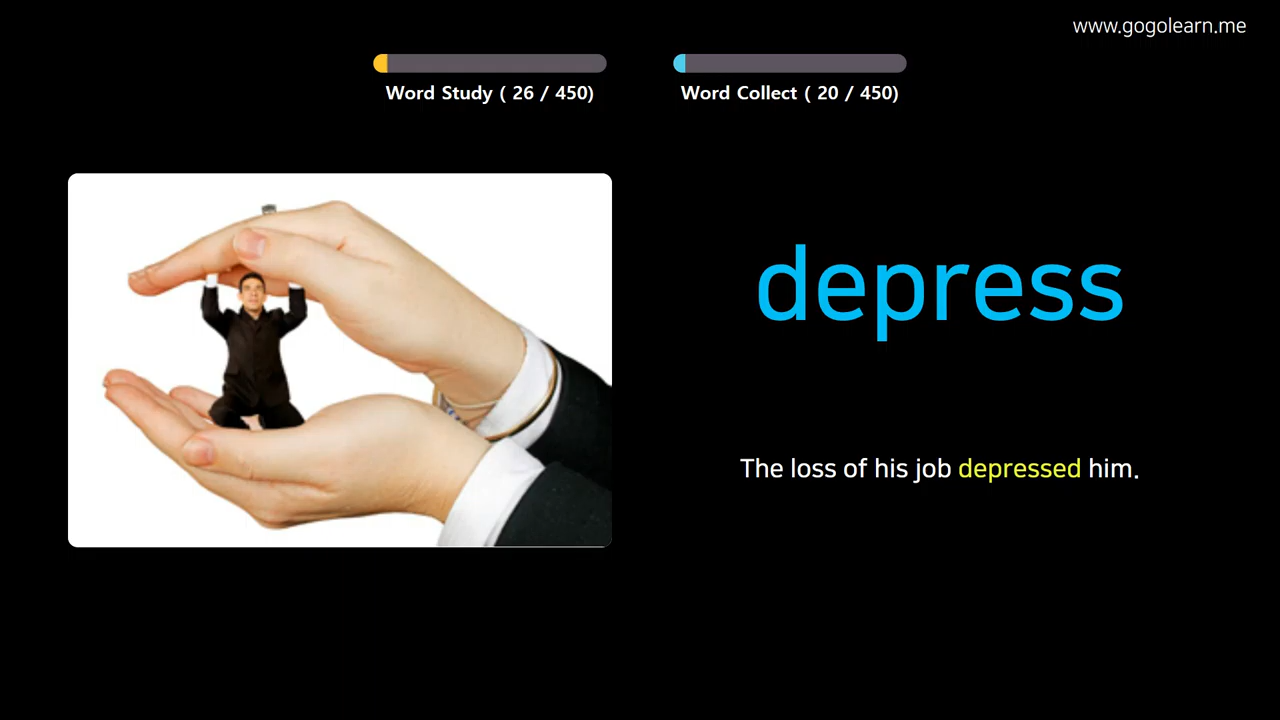 www.gogolearn.me
Word Study ( 26 / 450)
Word Collect ( 20 / 450)
depress
The loss of his job depressed him.